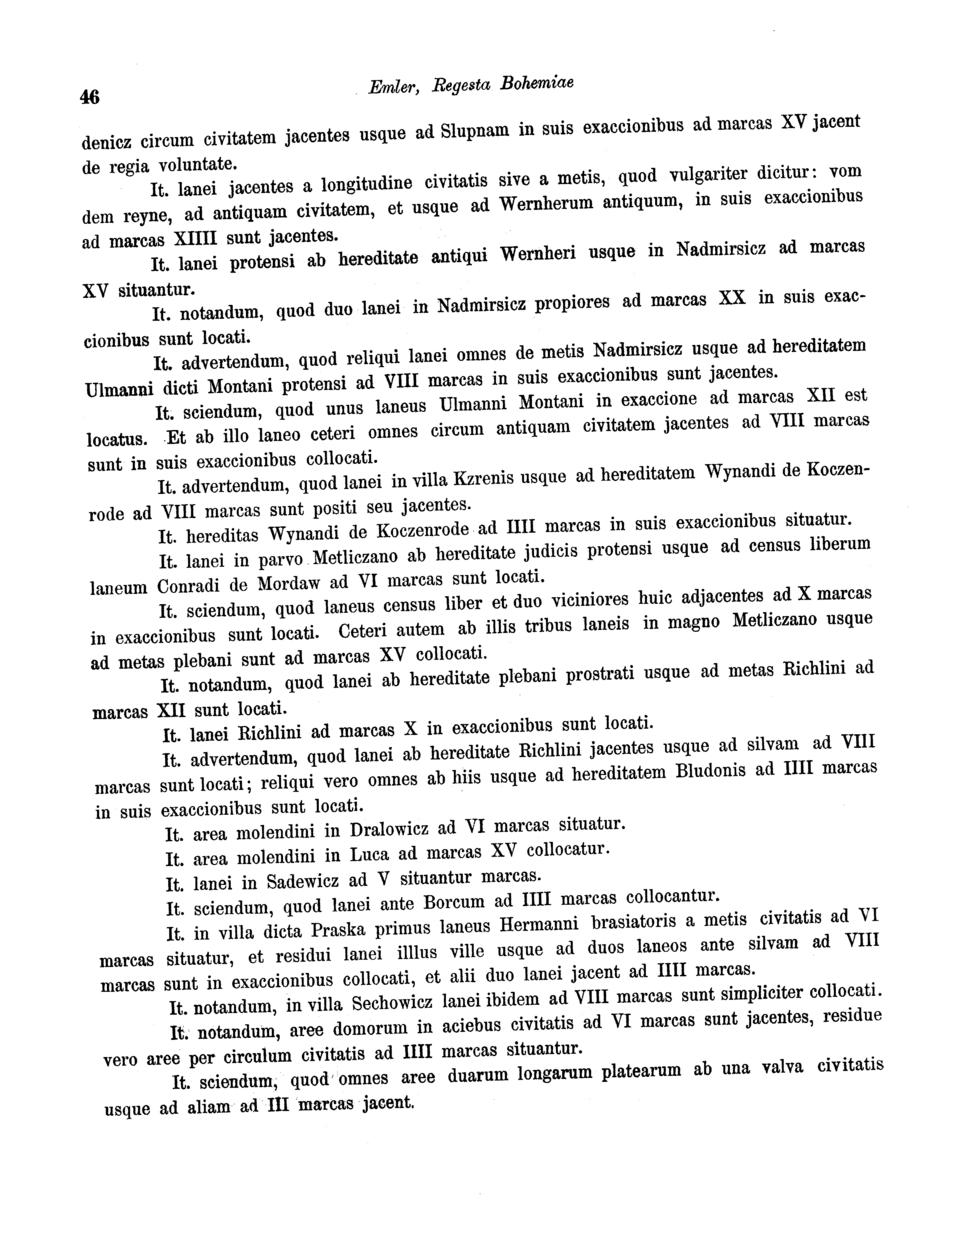 46
Emler, Regesta Bohemiae
denicz circum civitatem jacentes usque ad Slupnam in suis exaccionibus ad marcas XV jacent
de regia voluntate.
It. lanei jacentes a longitudine civitatis sive a metis, quod vulgariter dicitur: vom
dem reyne, ad antiquam civitatem, et usque ad Wernherum antiquum, in suis exaccionibus
ad marcas XIIII sunt jacentes.
It. lanei protensi ab hereditate antiqui Wernheri usque in Nadmirsicz ad marcas
XV situantur.
It. notandum, quod duo lanei in Nadmirsicz propiores ad marcas XX in suis exac-
cionibus sunt locati.
It. advertendum, quod reliqui lanei omnes de metis Nadmirsicz usque ad hereditatem
Ulmanni dicti Montani protensi ad VIII marcas in suis exaccionibus sunt jacentes.
It. sciendum, quod unus laneus Ulmanni Montani in exaccione ad marcas XII est
locatus. Et ab illo laneo ceteri omnes circum antiquam civitatem jacentes ad VIII marcas
sunt in suis exaccionibus collocati.
It. advertendum, quod lanei in villa Kzrenis usque ad hereditatem Wynandi de Koczen-
rode ad VIII marcas sunt positi seu jacentes.
It. hereditas Wynandi de Koczenrode ad IIII marcas in suis exaccionibus situatur.
It. lanei in parvo Metliczano ab hereditate judicis protensi usque ad census liberum
laneum Conradi de Mordaw ad VI marcas sunt locati.
It. sciendum, quod laneus census liber et duo viciniores huic adjacentes ad X marcas
in exaccionibus sunt locati. Ceteri autem ab illis tribus laneis in magno Metliczano usque
ad metas plebani sunt ad marcas XV collocati.
It. notandum, quod lanei ab hereditate plebani prostrati usque ad metas Richlini ad
marcas XII sunt locati.
It. lanei Richlini ad marcas X in exaccionibus sunt locati.
It. advertendum, quod lanei ab hereditate Richlini jacentes usque ad silvam ad VIII
marcas sunt locati; reliqui vero omnes ab hiis usque ad hereditatem Bludonis ad IIII marcas
in suis exaccionibus sunt locati.
It. area molendini in Dralowicz ad VI marcas situatur.
It. area molendini in Luca ad marcas XV collocatur.
It. lanei in Sadewicz ad V situantur marcas.
It. sciendum, quod lanei ante Borcum ad IIII marcas collocantur.
It. in villa dicta Praska primus laneus Hermanni brasiatoris a metis civitatis ad VI
marcas situatur, et residui lanei illlus ville usque ad duos laneos ante silvam ad VIII
marcas sunt in exaccionibus collocati, et alii duo lanei jacent ad IIII marcas.
It. notandum, in villa Sechowicz lanei ibidem ad VIII marcas sunt simpliciter collocati.
It. notandum, aree domorum in aciebus civitatis ad VI marcas sunt jacentes, residue
vero aree per circulum civitatis ad IIII marcas situantur.
It. sciendum, quod omnes aree duarum longarum platearum ab una valva civitatis
usque ad aliam ad III marcas jacent.